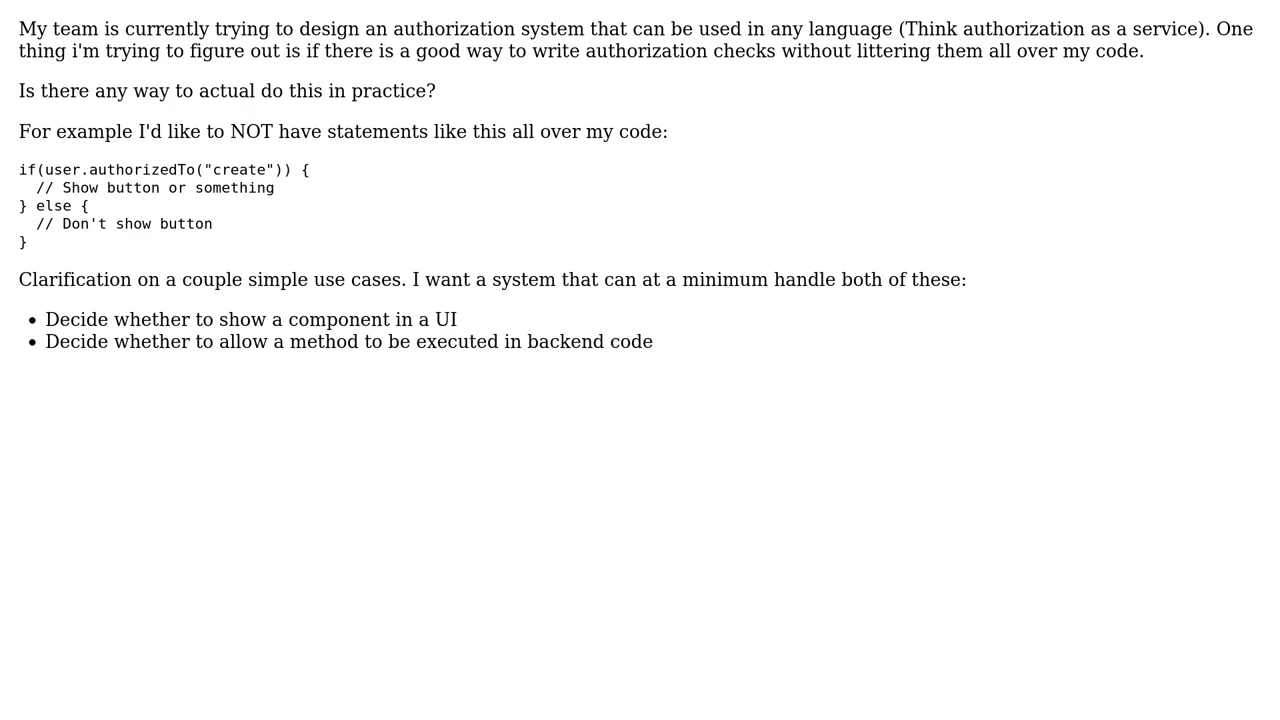 My team is currently trying to design an authorization system that can be used in any language (Think authorization as a service). One
thing i'm trying to figure out is if there is a good way to write authorization checks without littering them all over my code.
Is there any way to actual do this in practice?
For example I'd like to NOT have statements like this all over my code:
if(user.authorizedTo("create")) {
  // Show button or something
} else {
  // Don't show button
}
Clarification on a couple simple use cases. I want a system that can at a minimum handle both of these:
• Decide whether to show a component in a UI
• Decide whether to allow a method to be executed in backend code